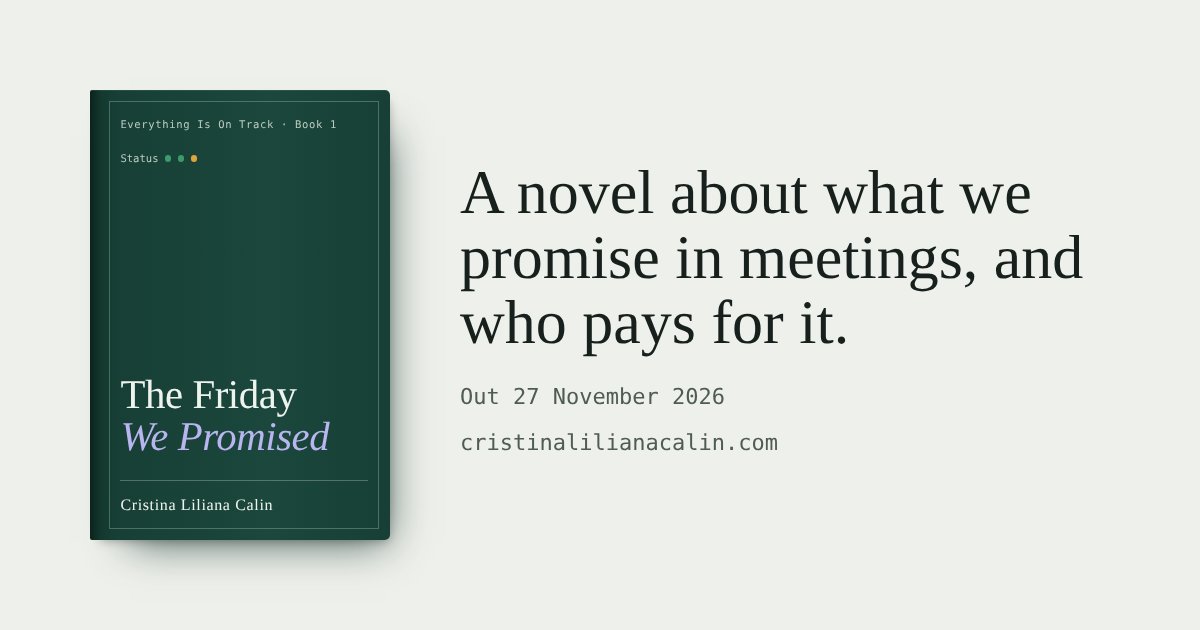 Everything Is On Track · Book 1
Status
The Friday
We Promised
Cristina Liliana Calin
A novel about what we
promise in meetings, and
who pays for it.
Out 27 November 2026
cristinalilianacalin.com